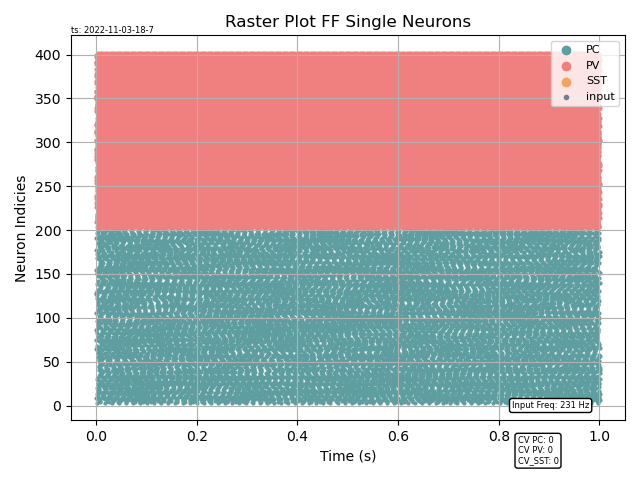 Raster Plot FF Single Neurons
ts: 2022-11-03-18-7
PC
PV
SST
input
400
350
300
250
200
150
100
50
0
Neuron Indicies
Input Freq: 231 Hz
0.0 0.2 0.4 0.6 0.8 1.0
Time (s)
CV PC: 0
CV PV: 0
CV_SST: 0